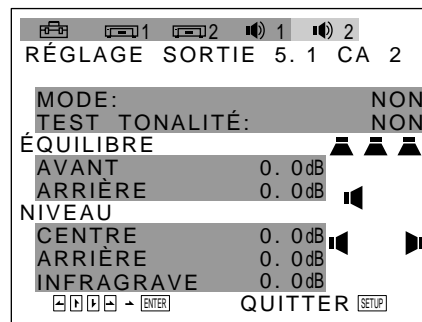 1 2 1 2
RÉGLAGE SORTIE 5.1 CA 2
MODE: NON
TEST TONALITÉ: NON
ÉQUILIBRE
AVANT 0.0dB
ARRIÈRE 0.0dB
NIVEAU
CENTRE 0.0dB
ARRIÈRE 0.0dB
INFRAGRAVE 0.0dB
ENTER QUITTER SETUP